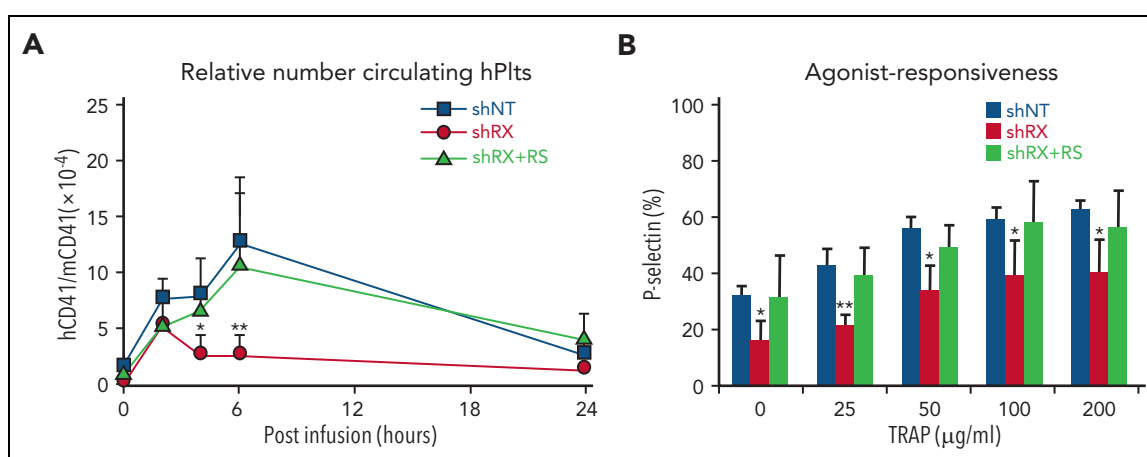 A
Relative number circulating hPlts
25
20
15
10
5
0
hCD41/mCD41(×10⁻⁴)
shNT
shRX
shRX+RS
*
**
0
6
12
18
24
Post infusion (hours)
B
Agonist-responsiveness
100
80
60
40
20
0
P-selectin (%)
shNT
shRX
shRX+RS
*
**
*
*
*
0
25
50
100
200
TRAP (μg/ml)